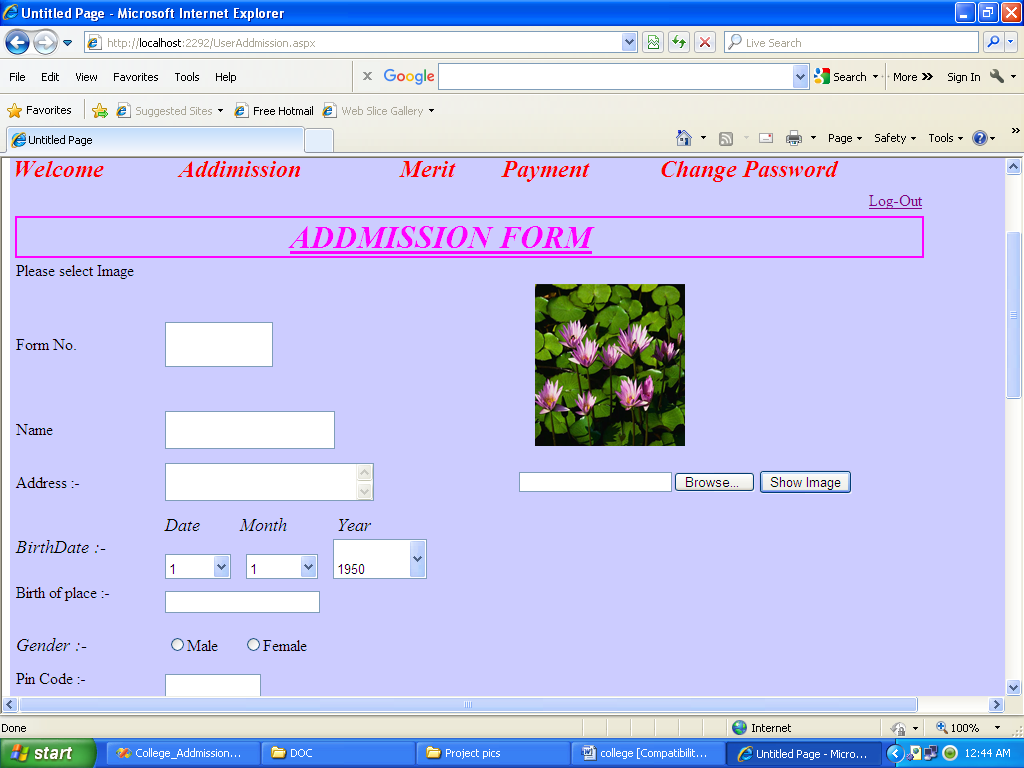 Untitled Page - Microsoft Internet Explorer
http://localhost:2292/UserAddmission.aspx
Live Search
File Edit View Favorites Tools Help
x Google Search More » Sign In
Favorites Suggested Sites Free Hotmail Web Slice Gallery
Untitled Page
Page Safety Tools »
Welcome Addimission Merit Payment Change Password
Log-Out
ADDMISSION FORM
Please select Image
Form No.
Name
Address :-
Browse... Show Image
Date Month Year
BirthDate :-
1 1 1950
Birth of place :-
Gender :- Male Female
Pin Code :-
Done Internet 100%
start College_Addmission... DOC Project pics college [Compatibilit... Untitled Page - Micro... 12:44 AM